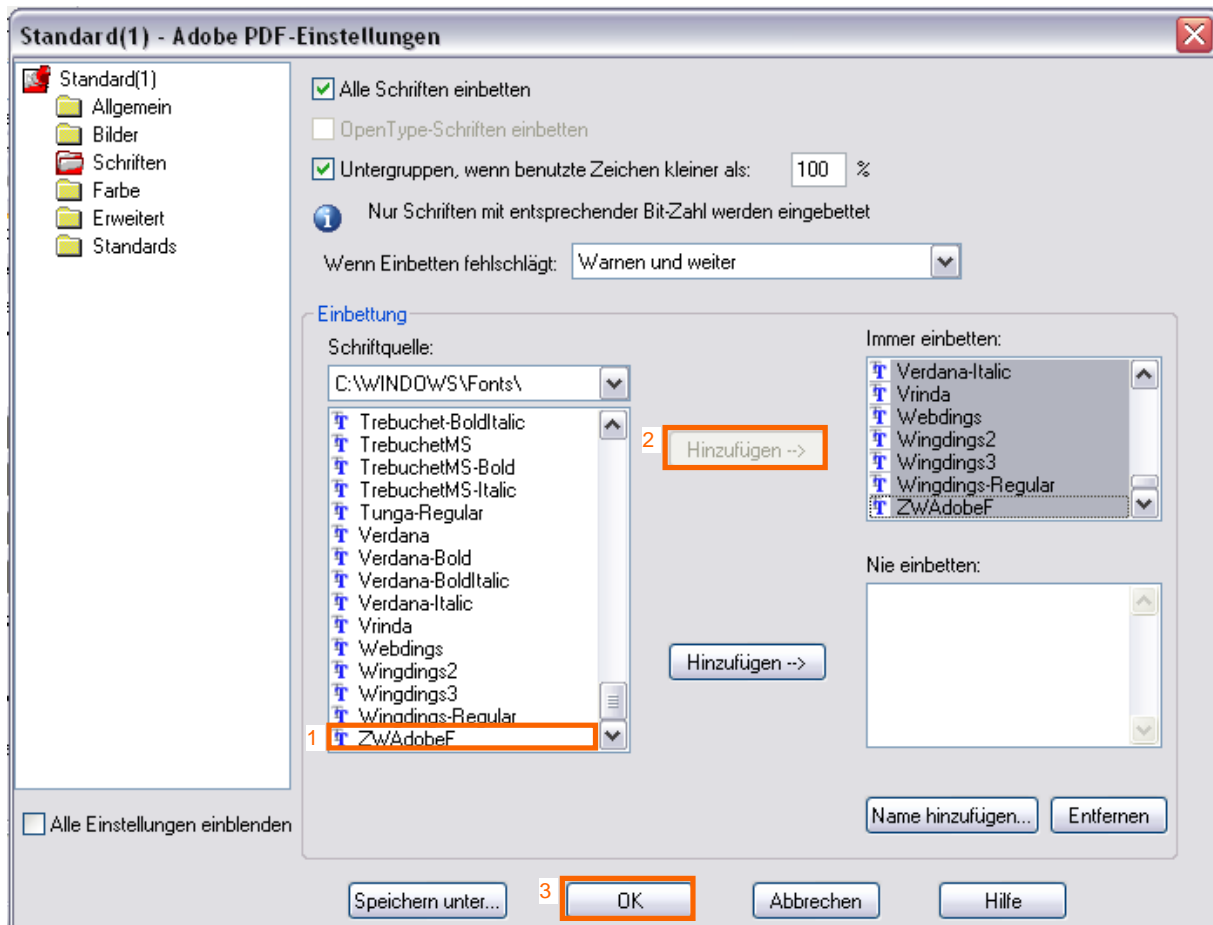 Standard(1) - Adobe PDF-Einstellungen
Standard(1)
Allgemein
Bilder
Schriften
Farbe
Erweitert
Standards
Alle Einstellungen einblenden
Alle Schriften einbetten
OpenType-Schriften einbetten
Untergruppen, wenn benutzte Zeichen kleiner als: 100 %
Nur Schriften mit entsprechender Bit-Zahl werden eingebettet
Wenn Einbetten fehlschlägt: Warnen und weiter
Einbettung
Schriftquelle:
C:\WINDOWS\Fonts\
Trebuchet-BoldItalic
TrebuchetMS
TrebuchetMS-Bold
TrebuchetMS-Italic
Tunga-Regular
Verdana
Verdana-Bold
Verdana-BoldItalic
Verdana-Italic
Vrinda
Webdings
Wingdings2
Wingdings3
Wingdings-Regular
1 ZWAdobeF
2 Hinzufügen -->
Hinzufügen -->
Immer einbetten:
Verdana-Italic
Vrinda
Webdings
Wingdings2
Wingdings3
Wingdings-Regular
ZWAdobeF
Nie einbetten:
Name hinzufügen... Entfernen
Speichern unter... 3 OK Abbrechen Hilfe